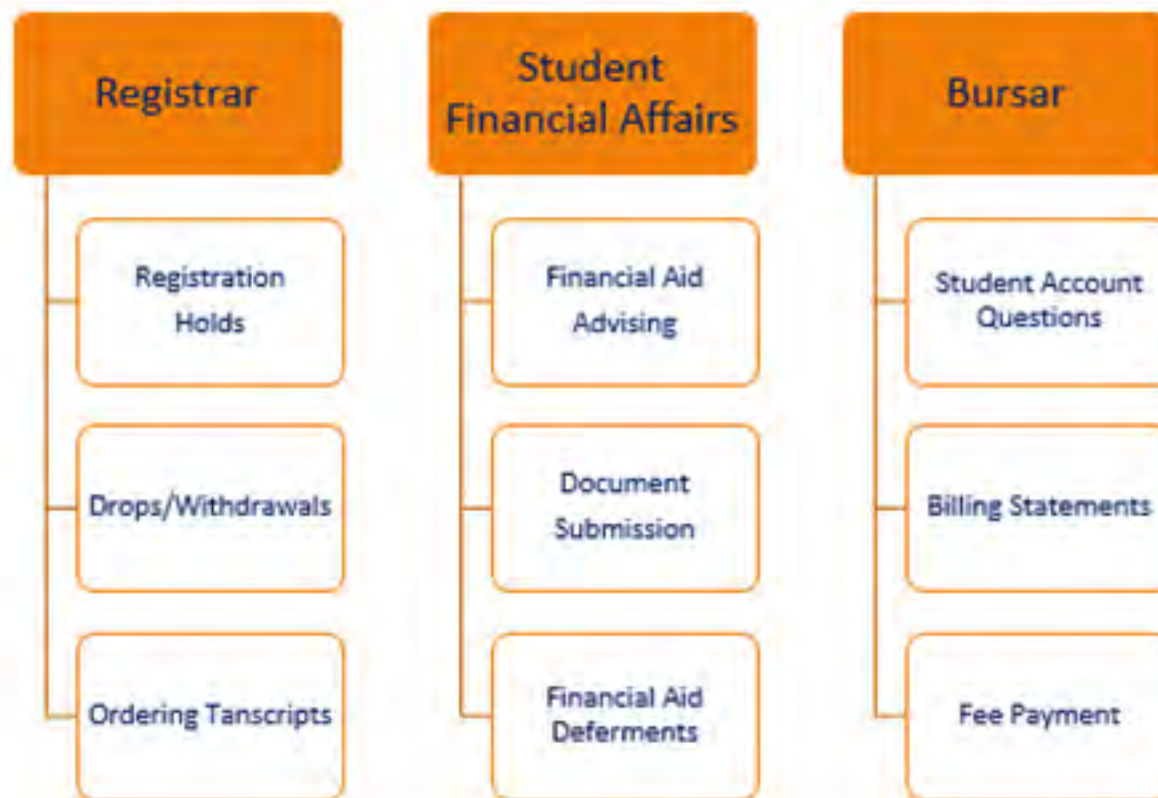 Registrar
Registration
Holds
Drops/Withdrawals
Ordering Tanscripts
Student
Financial Affairs
Financial Aid
Advising
Document
Submission
Financial Aid
Deferments
Bursar
Student Account
Questions
Billing Statements
Fee Payment